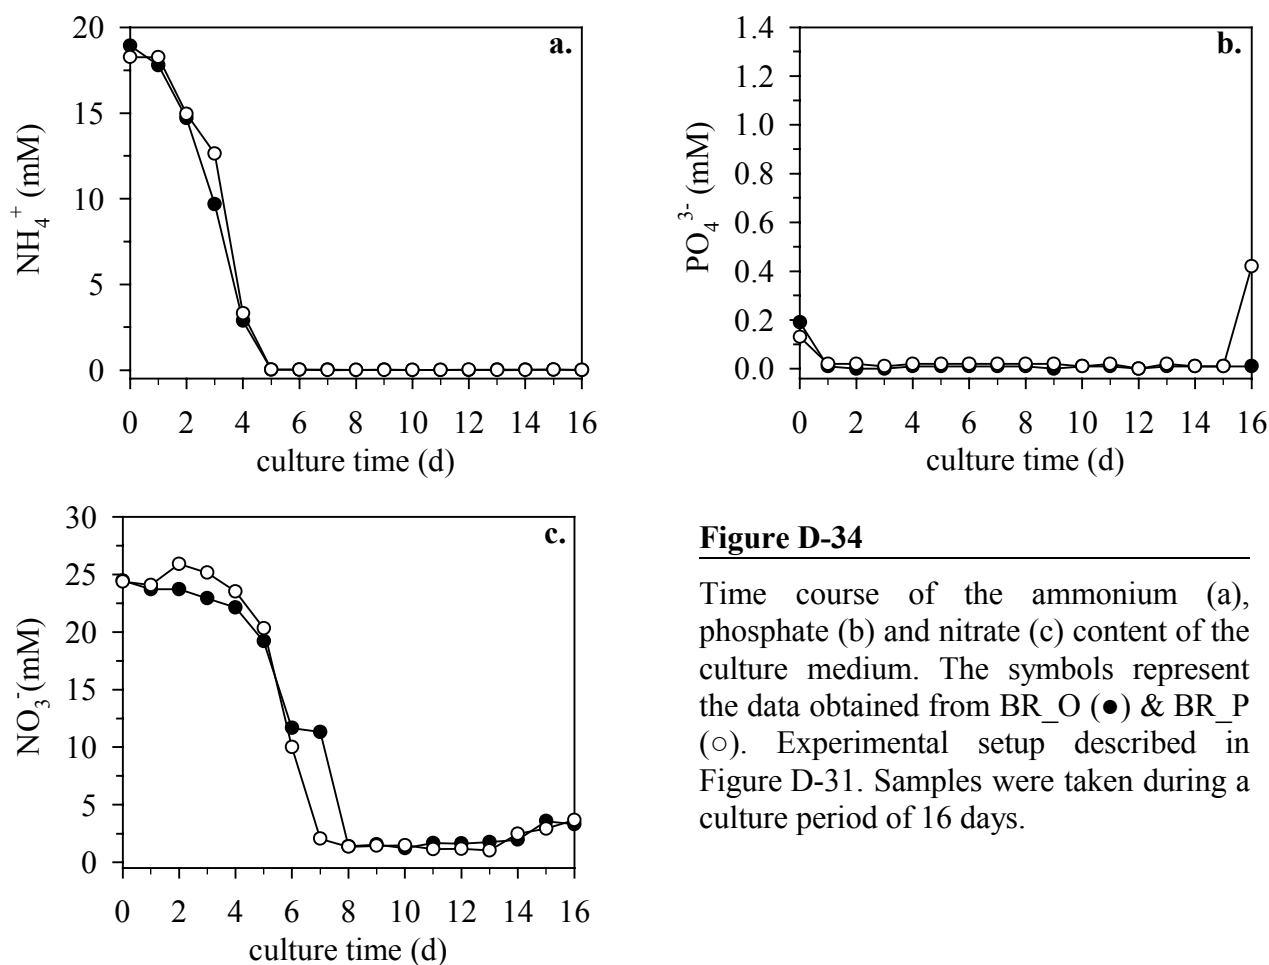 a.
20
15
10
5
0
NH₄⁺ (mM)
0 2 4 6 8 10 12 14 16
culture time (d)
b.
1.4
1.2
1.0
0.8
0.6
0.4
0.2
0.0
PO₄³⁻ (mM)
0 2 4 6 8 10 12 14 16
culture time (d)
c.
30
25
20
15
10
5
0
NO₃⁻(mM)
0 2 4 6 8 10 12 14 16
culture time (d)
Figure D-34
Time course of the ammonium (a),
phosphate (b) and nitrate (c) content of the
culture medium. The symbols represent
the data obtained from BR_O (●) & BR_P
(○). Experimental setup described in
Figure D-31. Samples were taken during a
culture period of 16 days.